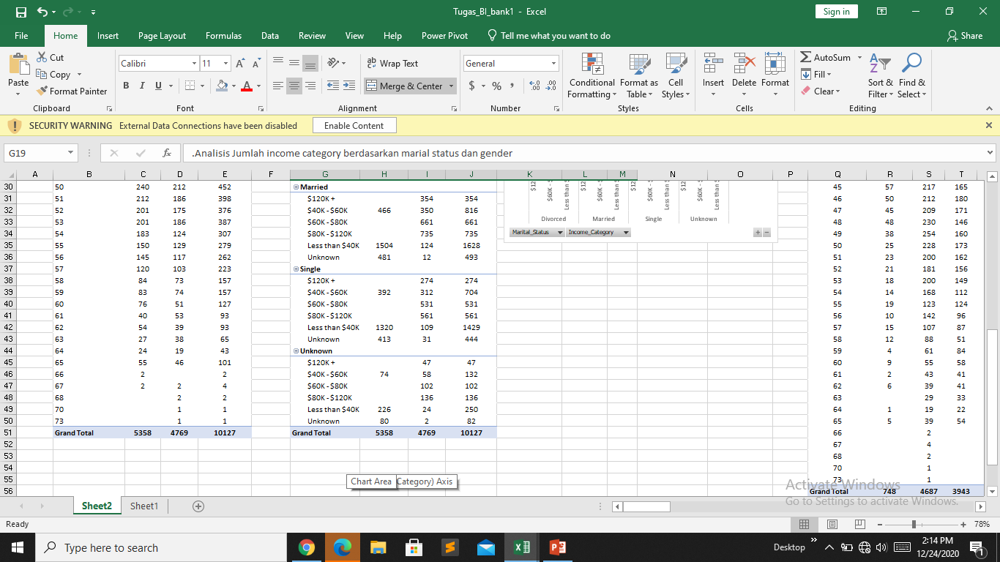 Tugas_BI_bank1 - Excel
Sign in
File Home Insert Page Layout Formulas Data Review View Help Power Pivot Tell me what you want to do Share
Paste
Cut
Copy
Format Painter
Clipboard
Calibri 11
B I U
Font
Wrap Text
Merge & Center
Alignment
General
$ % ,
Number
Conditional Formatting
Format as Table
Cell Styles
Styles
Insert Delete Format
Cells
AutoSum
Fill
Clear
Sort & Filter
Find & Select
Editing
SECURITY WARNING External Data Connections have been disabled Enable Content
G19 fx .Analisis Jumlah income category berdasarkan marial status dan gender
A B C D E F G H I J K L M N O P Q R S T
30 50 240 212 452 Married 45 57 217 165
31 51 212 186 398 $120K + 354 354 46 50 212 180
32 52 201 175 376 $40K - $60K 466 350 816 47 45 209 171
33 53 201 186 387 $60K - $80K 661 661 48 48 230 146
34 54 183 124 307 $80K - $120K 735 735 49 38 254 160
35 55 150 129 279 Less than $40K 1504 124 1628 50 25 228 173
36 56 145 117 262 Unknown 481 12 493 51 23 200 162
37 57 120 103 223 Single 52 21 181 156
38 58 84 73 157 $120K + 274 274 53 18 200 149
39 59 83 74 157 $40K - $60K 392 312 704 54 14 168 112
40 60 76 51 127 $60K - $80K 531 531 55 19 123 124
41 61 40 53 93 $80K - $120K 561 561 56 10 142 96
42 62 54 39 93 Less than $40K 1320 109 1429 57 15 107 87
43 63 27 38 65 Unknown 413 31 444 58 12 88 51
44 64 24 19 43 Unknown 59 4 61 84
45 65 55 46 101 $120K + 47 47 60 9 55 58
46 66 2 2 $40K - $60K 74 58 132 61 2 43 41
47 67 2 2 4 $60K - $80K 102 102 62 6 39 41
48 68 2 2 $80K - $120K 136 136 63 29 33
49 70 1 1 Less than $40K 226 24 250 64 1 19 22
50 73 1 1 Unknown 80 2 82 65 5 39 54
51 Grand Total 5358 4769 10127 Grand Total 5358 4769 10127 66 2
52 67 4
53 68 2
54 70 1
55 73 1
56 Grand Total 748 4687 3943
$12 $60K - Less than $12 $60K - Less than $12 $60K - Less than $12 $60K - Less than
Divorced Married Single Unknown
Marital_Status Income_Category
Chart Area Category) Axis
Activate Windows
Go to Settings to activate Windows.
Sheet2 Sheet1
Ready 78%
Type here to search
Desktop
2:14 PM
12/24/2020
1